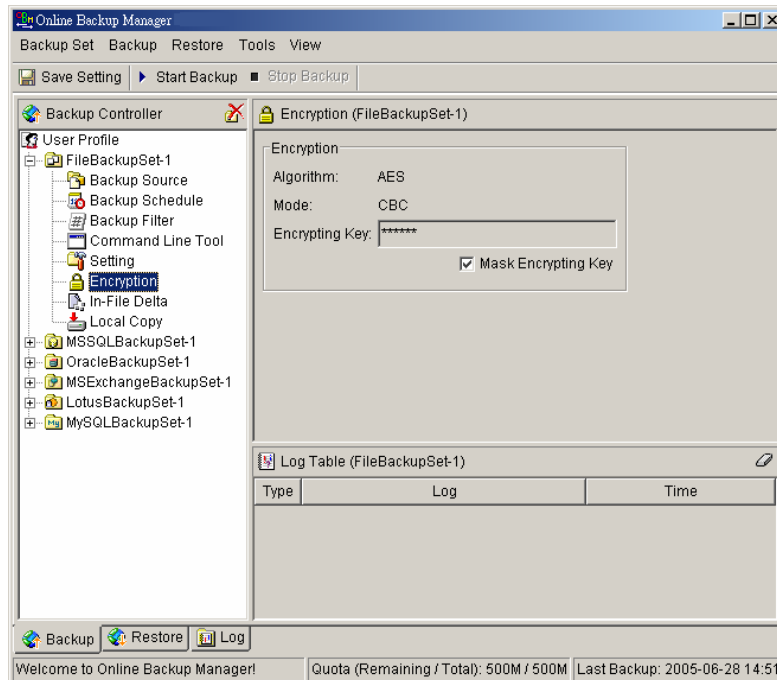 Online Backup Manager
Backup Set Backup Restore Tools View
Save Setting Start Backup Stop Backup
Backup Controller
User Profile
FileBackupSet-1
Backup Source
Backup Schedule
Backup Filter
Command Line Tool
Setting
Encryption
In-File Delta
Local Copy
MSSQLBackupSet-1
OracleBackupSet-1
MSExchangeBackupSet-1
LotusBackupSet-1
MySQLBackupSet-1
Encryption (FileBackupSet-1)
Encryption
Algorithm: AES
Mode: CBC
Encrypting Key: ******
Mask Encrypting Key
Log Table (FileBackupSet-1)
Type Log Time
Backup Restore Log
Welcome to Online Backup Manager! Quota (Remaining / Total): 500M / 500M Last Backup: 2005-06-28 14:51